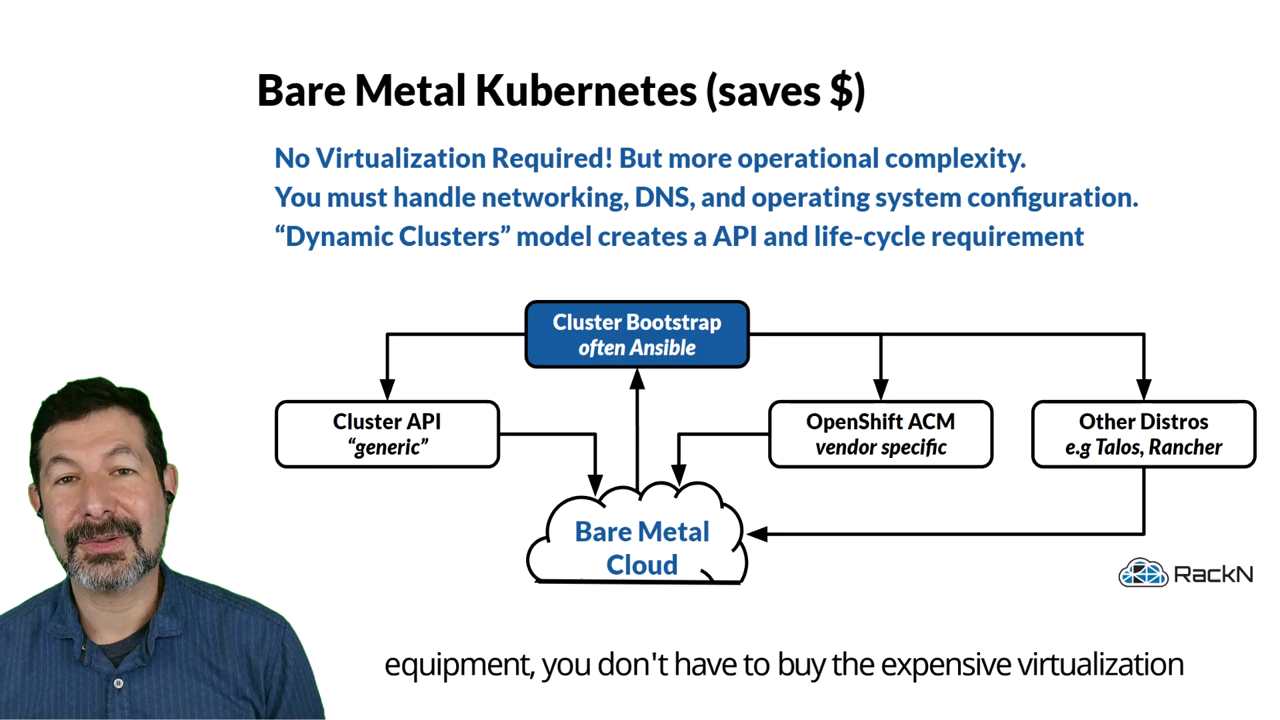 Bare Metal Kubernetes (saves $)
No Virtualization Required! But more operational complexity.
You must handle networking, DNS, and operating system configuration.
“Dynamic Clusters” model creates a API and life-cycle requirement
Cluster Bootstrap
often Ansible
Cluster API
“generic”
OpenShift ACM
vendor specific
Other Distros
e.g Talos, Rancher
Bare Metal
Cloud
RackN
equipment, you don't have to buy the expensive virtualization